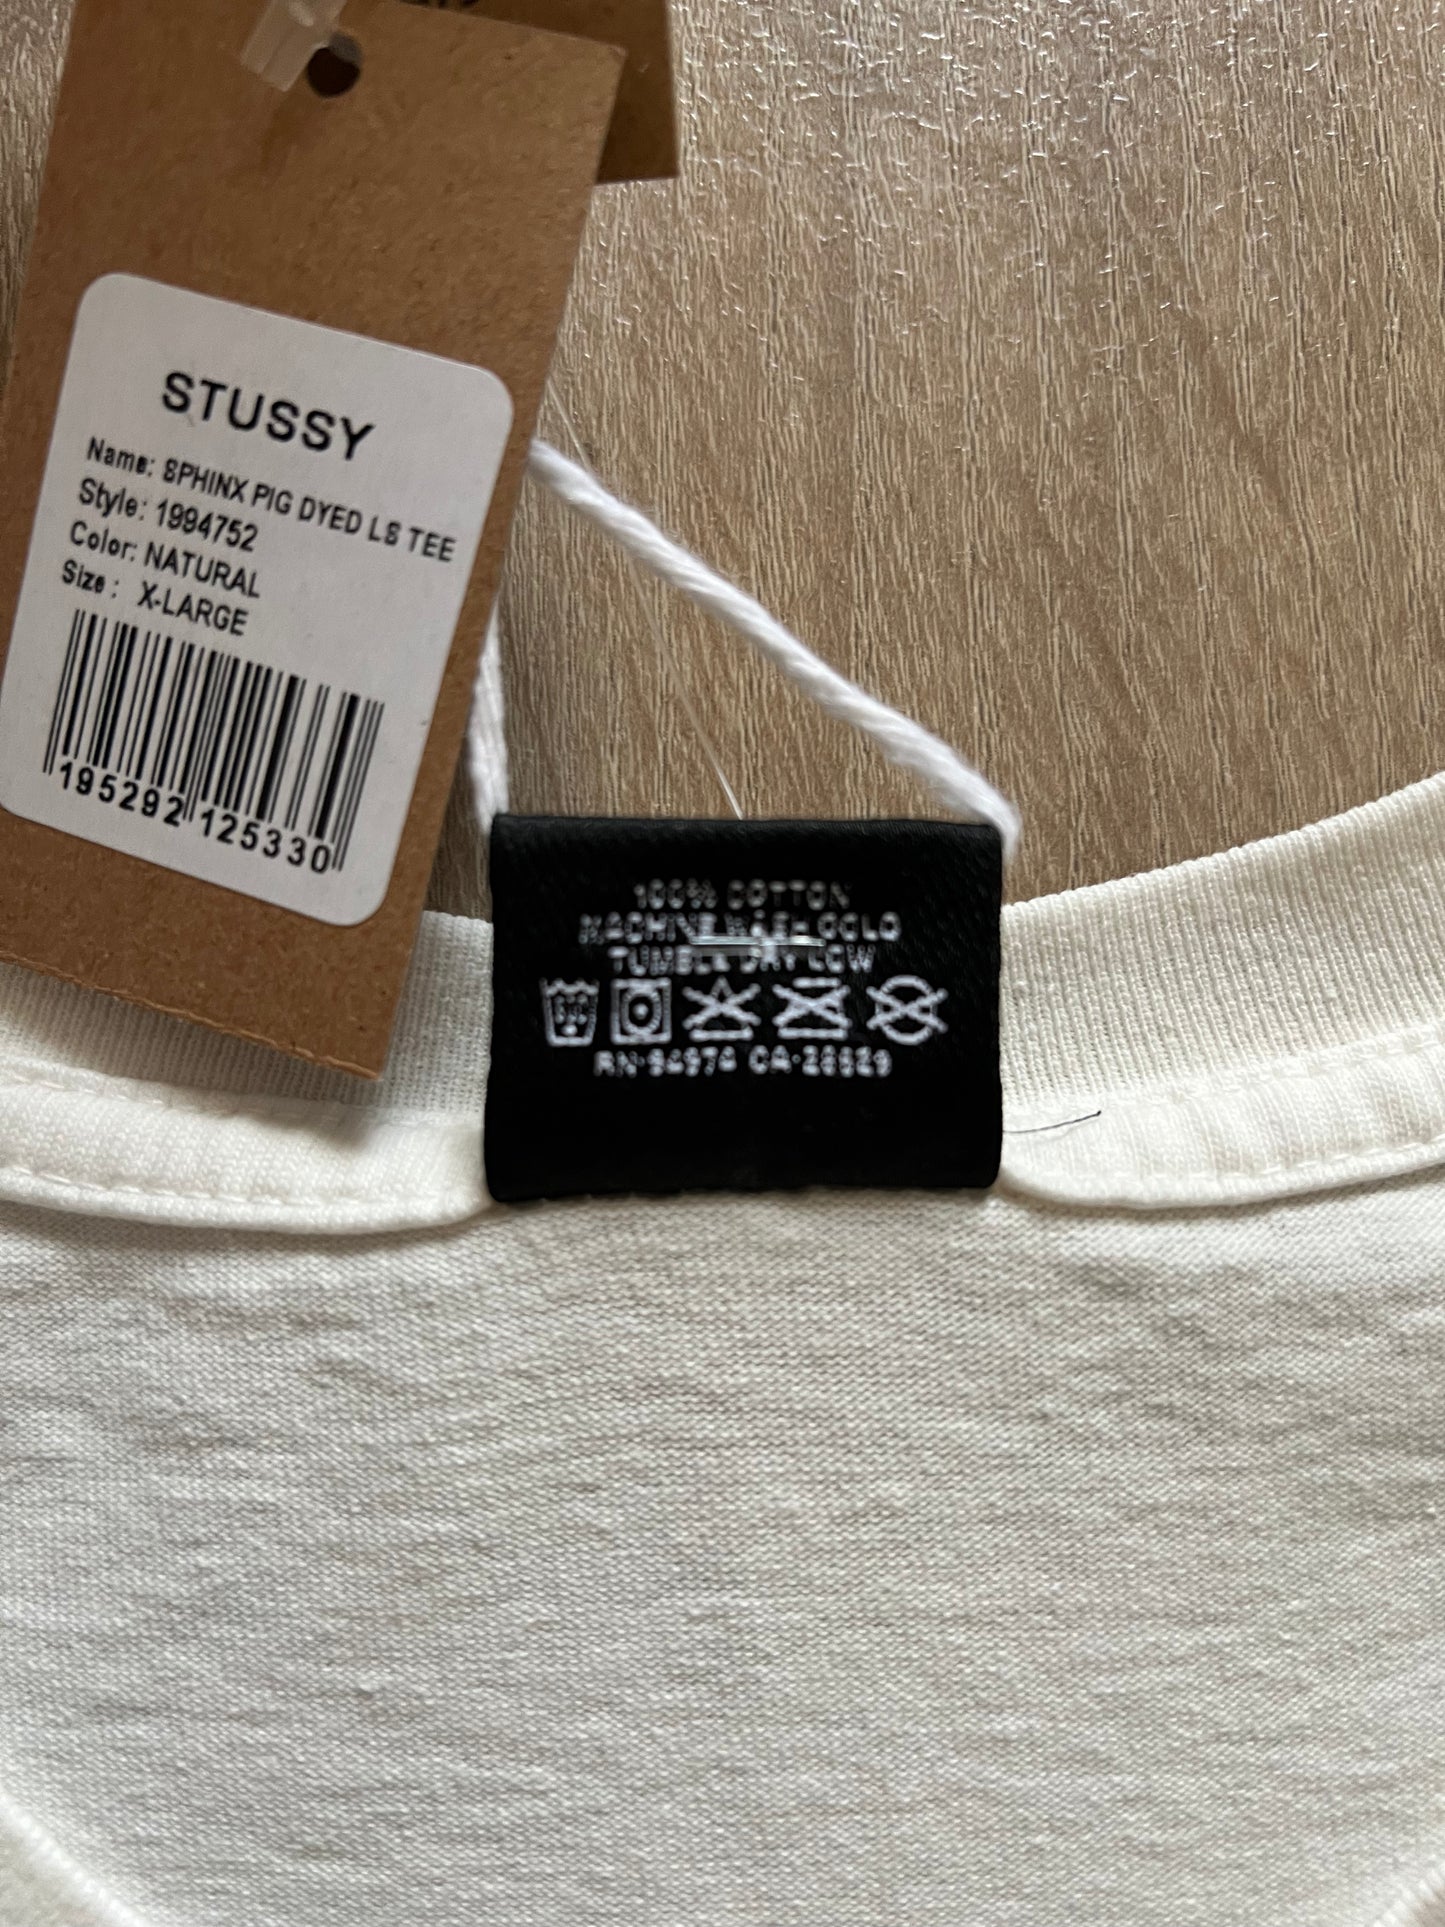 STUSSY
Name: SPHINX PIG DYED LS TEE
Style: 1994752
Color: NATURAL
Size : X-LARGE
195292 125330
100% COTTON
MACHINE WASH COLD
TUMBLE DRY LOW
RN-94974 CA-28529